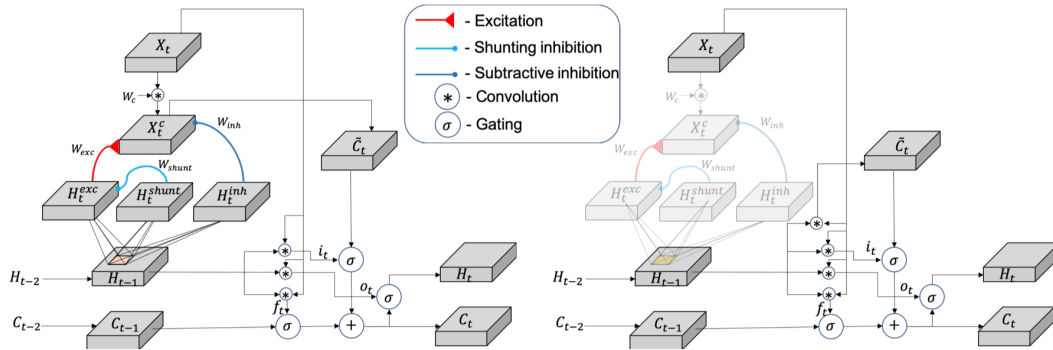 X_t
W_c
*
X_t^c
W_inh
W_exc
W_shunt
H_t^exc
H_t^shunt
H_t^inh
C̃_t
*
*
*
i_t
σ
H_{t-2}
H_{t-1}
o_t
σ
H_t
f_t
C_{t-2}
C_{t-1}
σ
+
C_t
- Excitation
- Shunting inhibition
- Subtractive inhibition
* - Convolution
σ - Gating
X_t
W_c
*
X_t^c
W_inh
W_exc
W_shunt
H_t^exc
H_t^shunt
H_t^inh
C̃_t
*
*
*
*
i_t
σ
H_{t-2}
H_{t-1}
o_t
σ
H_t
f_t
C_{t-2}
C_{t-1}
σ
+
C_t